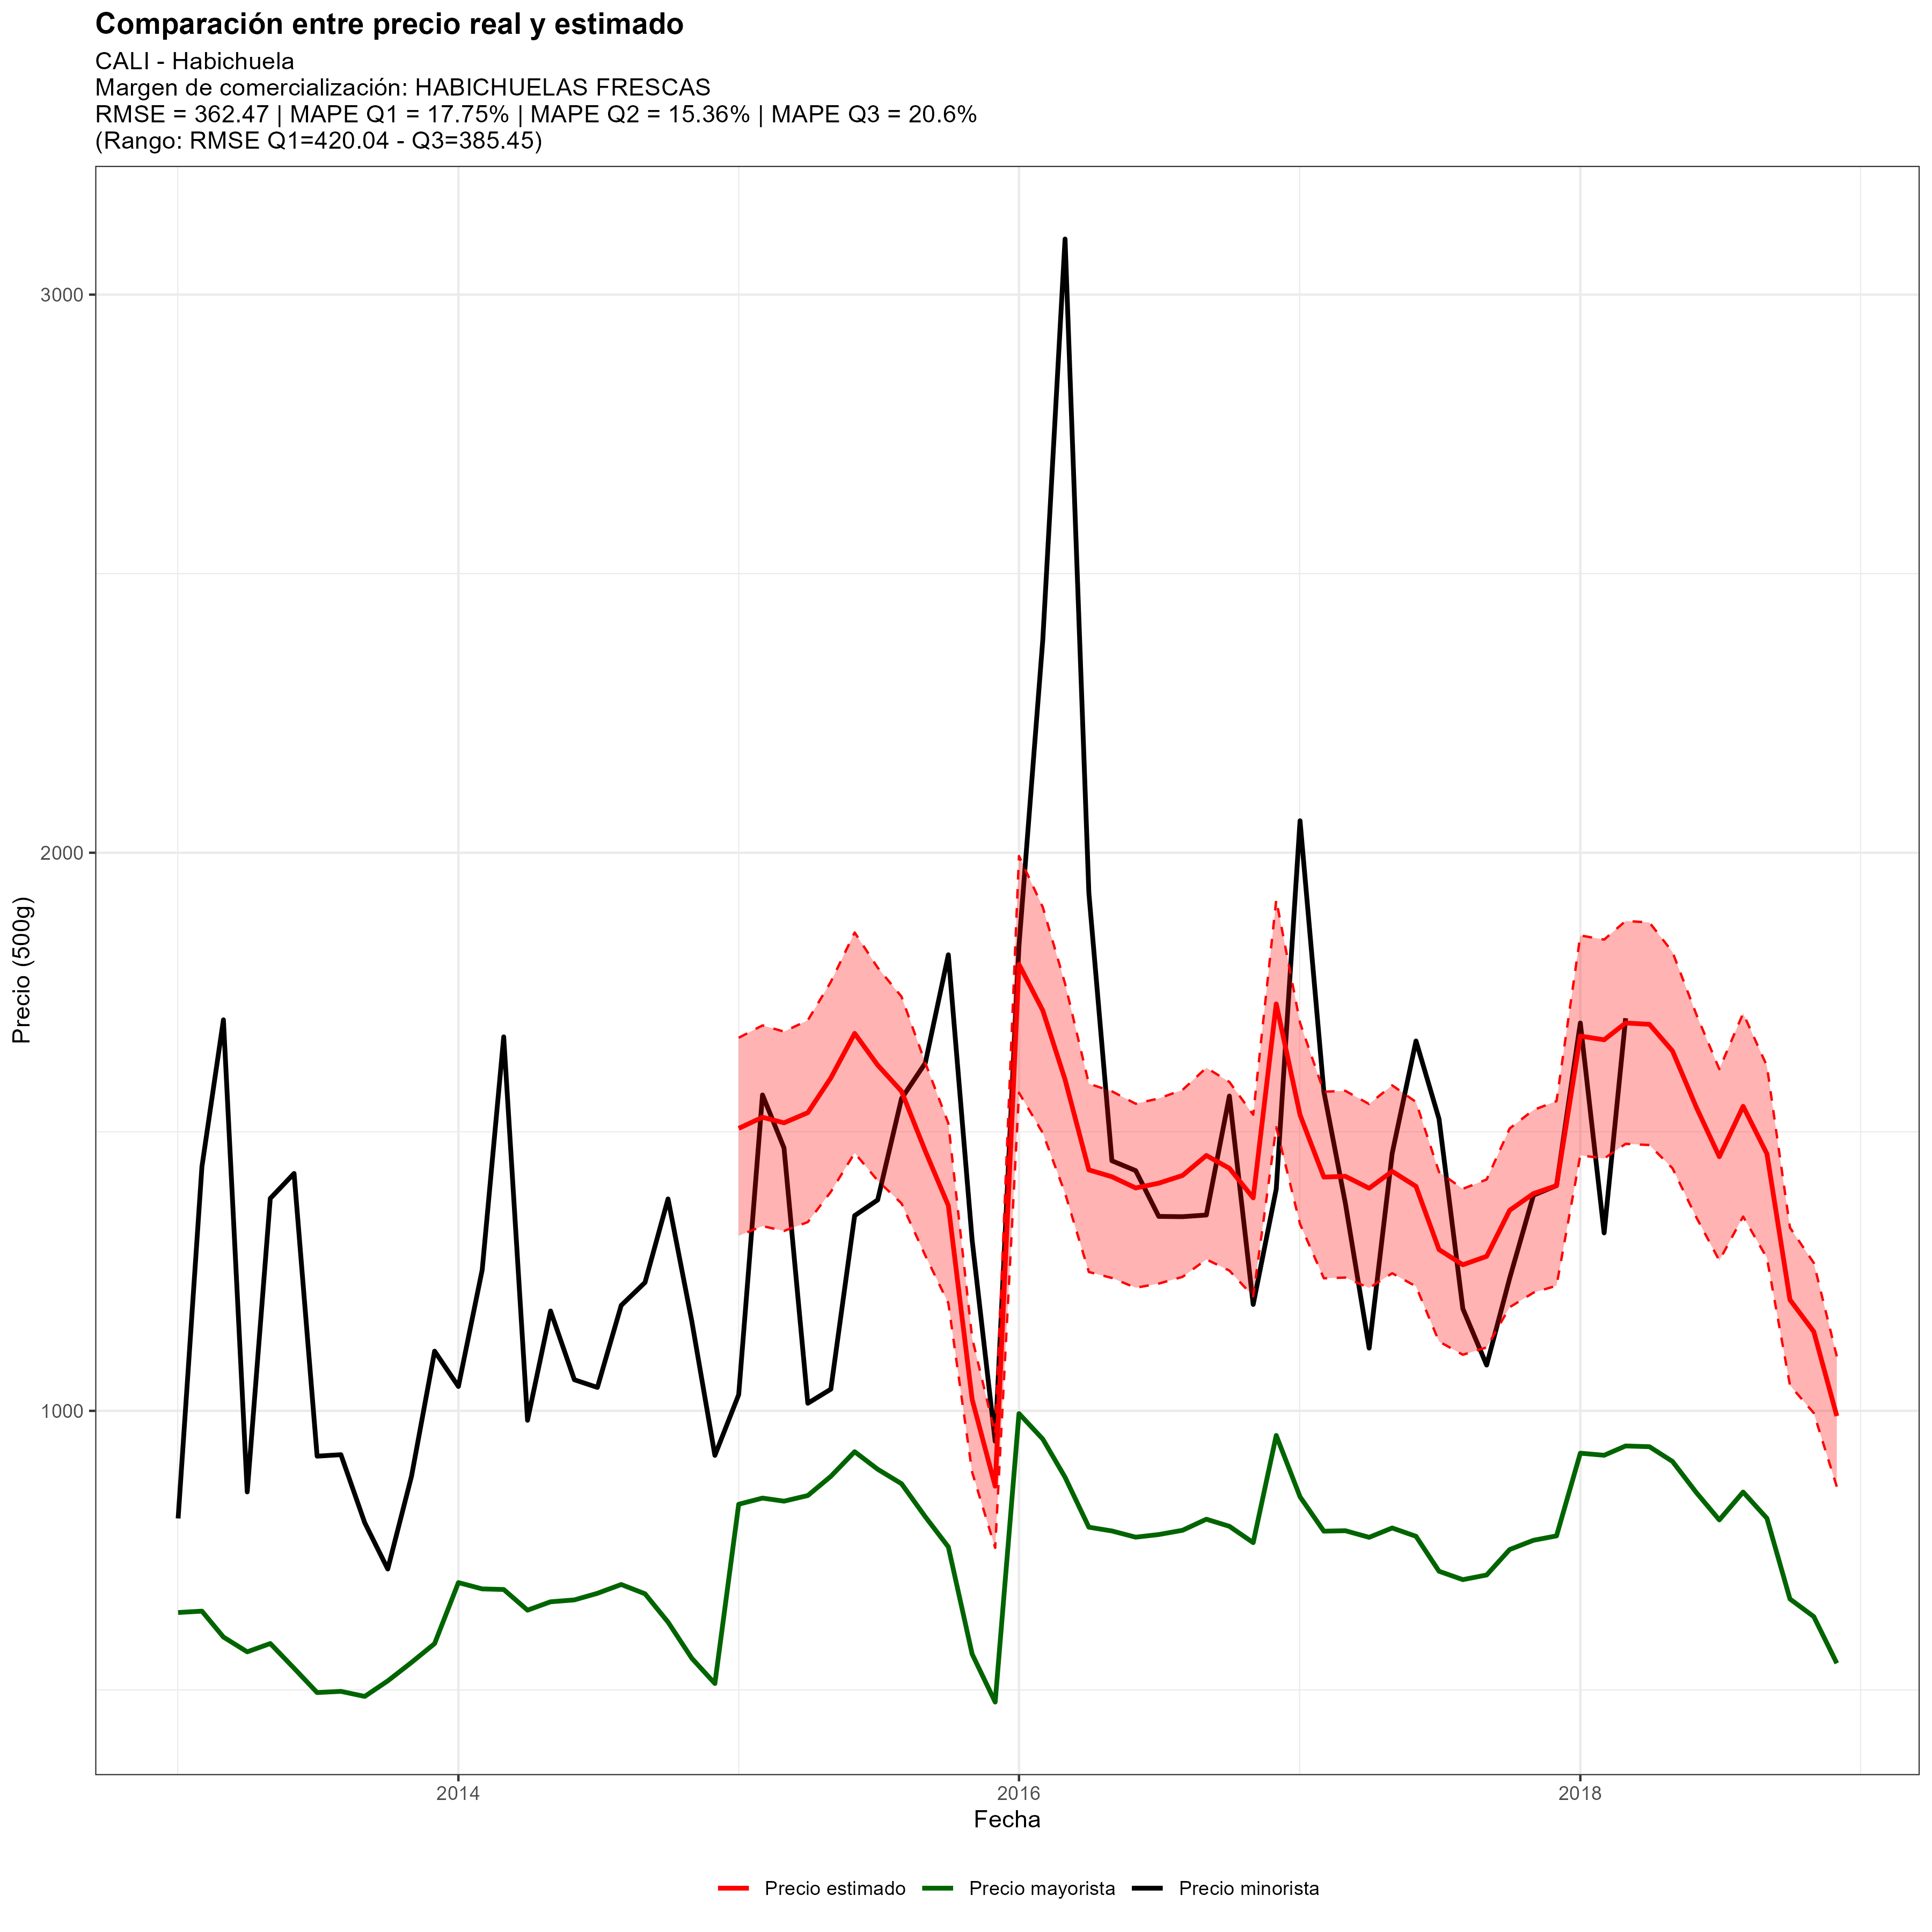 Comparación entre precio real y estimado
CALI - Habichuela
Margen de comercialización: HABICHUELAS FRESCAS
RMSE = 362.47 | MAPE Q1 = 17.75% | MAPE Q2 = 15.36% | MAPE Q3 = 20.6%
(Rango: RMSE Q1=420.04 - Q3=385.45)
3000
2000
1000
Precio (500g)
2014
2016
2018
Fecha
Precio estimado
Precio mayorista
Precio minorista